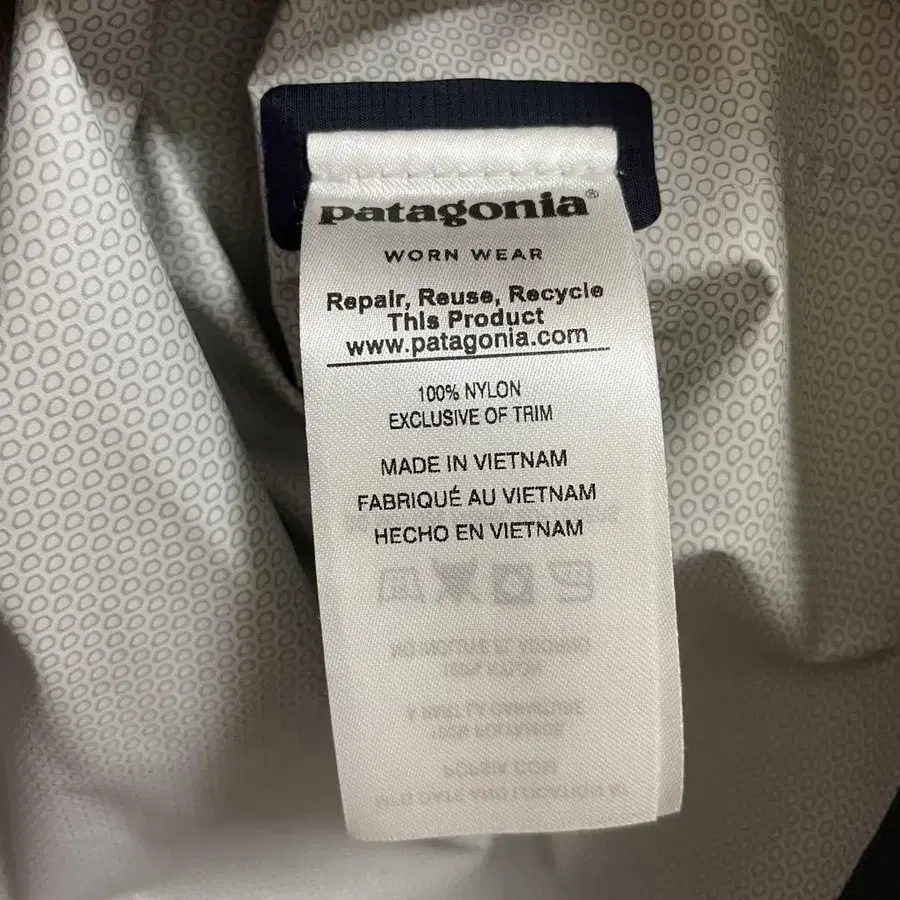 patagonia®
WORN WEAR
Repair, Reuse, Recycle
This Product
www.patagonia.com
100% NYLON
EXCLUSIVE OF TRIM
MADE IN VIETNAM
FABRIQUÉ AU VIETNAM
HECHO EN VIETNAM